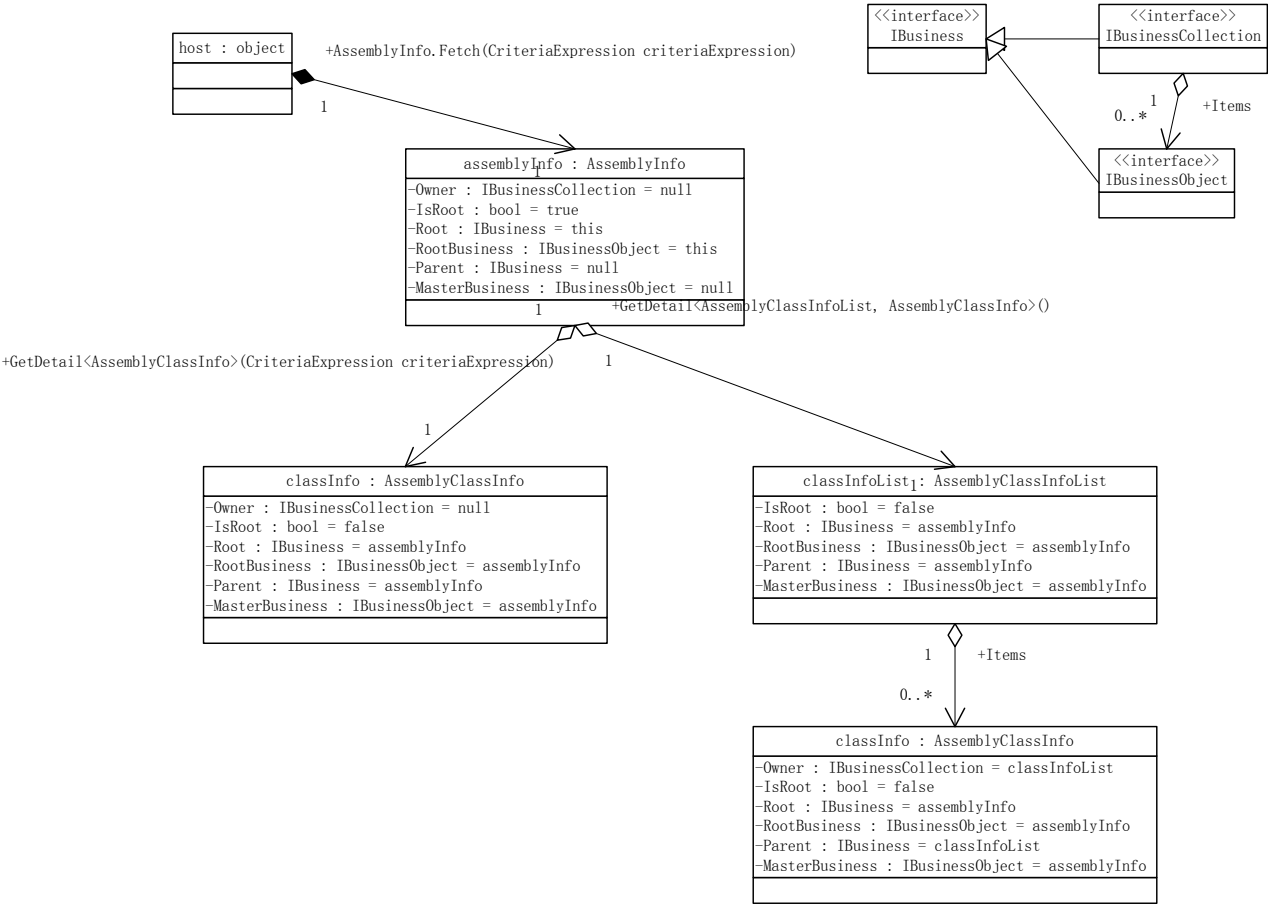 <<interface>>
IBusiness
<<interface>>
IBusinessCollection
host : object
+AssemblyInfo.Fetch(CriteriaExpression criteriaExpression)
1
1
0..*
+Items
<<interface>>
IBusinessObject
assemblyInfo : AssemblyInfo
1
-Owner : IBusinessCollection = null
-IsRoot : bool = true
-Root : IBusiness = this
-RootBusiness : IBusinessObject = this
-Parent : IBusiness = null
-MasterBusiness : IBusinessObject = null
1
+GetDetail<AssemblyClassInfoList, AssemblyClassInfo>()
+GetDetail<AssemblyClassInfo>(CriteriaExpression criteriaExpression)
1
1
classInfo : AssemblyClassInfo
-Owner : IBusinessCollection = null
-IsRoot : bool = false
-Root : IBusiness = assemblyInfo
-RootBusiness : IBusinessObject = assemblyInfo
-Parent : IBusiness = assemblyInfo
-MasterBusiness : IBusinessObject = assemblyInfo
classInfoList : AssemblyClassInfoList
1
-IsRoot : bool = false
-Root : IBusiness = assemblyInfo
-RootBusiness : IBusinessObject = assemblyInfo
-Parent : IBusiness = assemblyInfo
-MasterBusiness : IBusinessObject = assemblyInfo
1
+Items
0..*
classInfo : AssemblyClassInfo
-Owner : IBusinessCollection = classInfoList
-IsRoot : bool = false
-Root : IBusiness = assemblyInfo
-RootBusiness : IBusinessObject = assemblyInfo
-Parent : IBusiness = classInfoList
-MasterBusiness : IBusinessObject = assemblyInfo